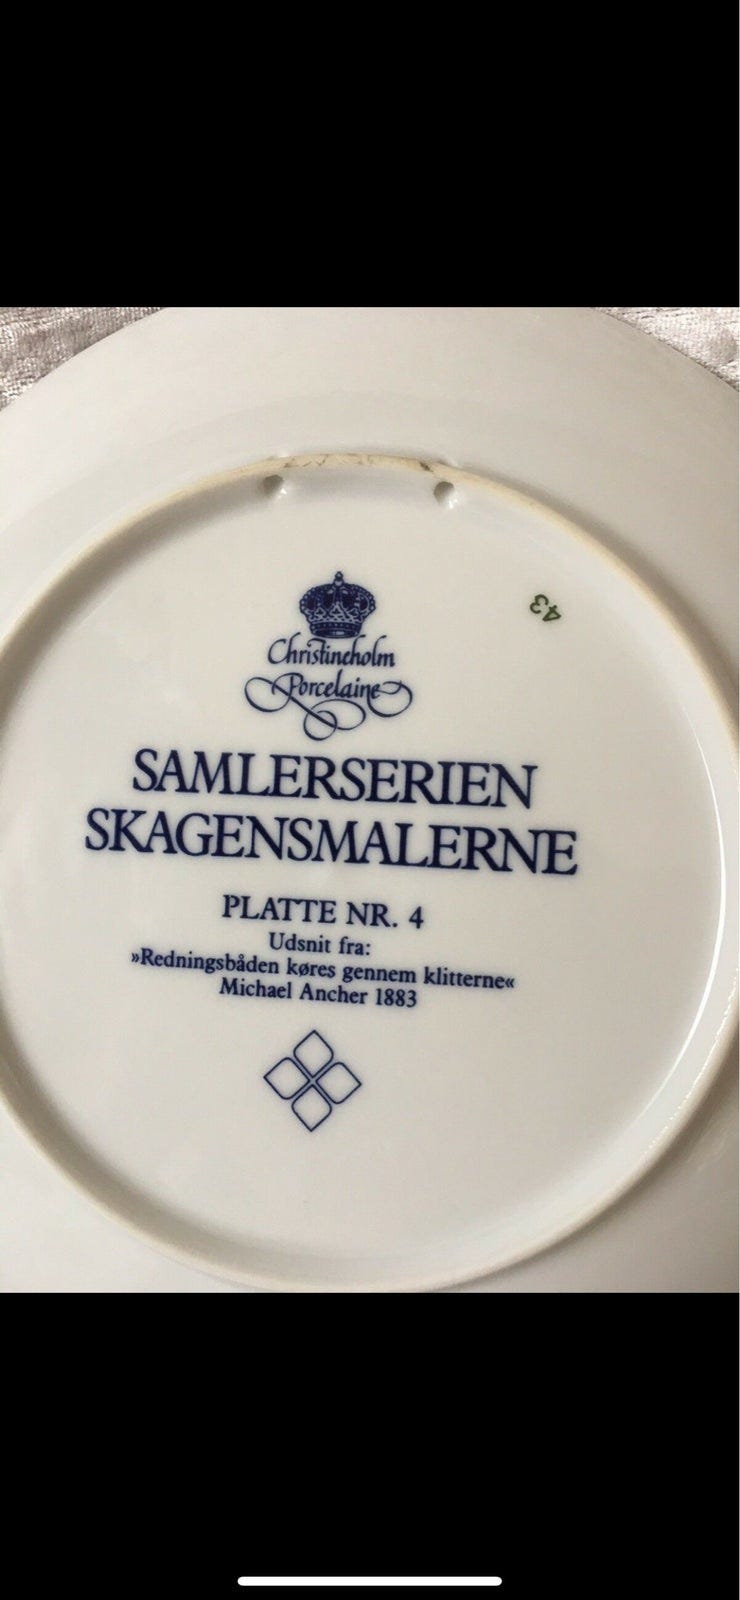 Christineholm
Porcelaine
43
SAMLERSERIEN
SKAGENSMALERNE
PLATTE NR. 4
Udsnit fra:
»Redningsbåden køres gennem klitterne«
Michael Ancher 1883